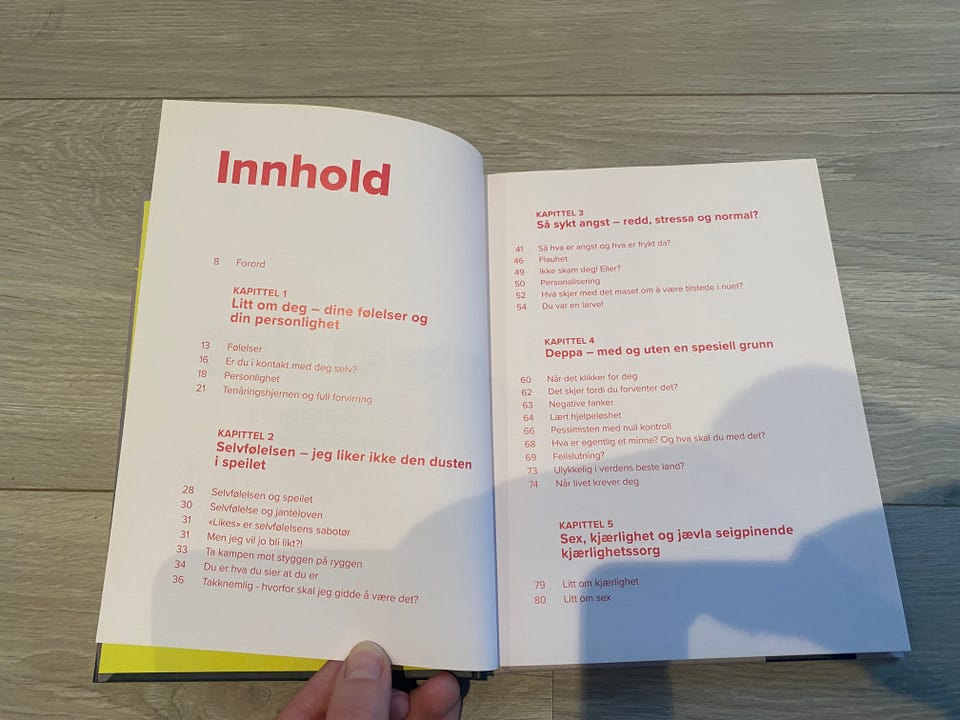 Innhold
8 Forord
KAPITTEL 1
Litt om deg – dine følelser og
din personlighet
13 Følelser
16 Er du i kontakt med deg selv?
18 Personlighet
21 Tenåringshjernen og full forvirring
KAPITTEL 2
Selvfølelsen – jeg liker ikke den dusten
i speilet
28 Selvfølelsen og speilet
30 Selvfølelse og janteloven
31 «Likes» er selvfølelsens sabotør
31 Men jeg vil jo bli likt?!
33 Ta kampen mot styggen på ryggen
34 Du er hva du sier at du er
36 Takknemlig - hvorfor skal jeg gidde å være det?
KAPITTEL 3
Så sykt angst – redd, stressa og normal?
41 Så hva er angst og hva er frykt da?
46 Flauhet
49 Ikke skam deg! Eller?
50 Personalisering
52 Hva skjer med det maset om å være tilstede i nuet?
54 Du var en larve!
KAPITTEL 4
Deppa – med og uten en spesiell grunn
60 Når det klikker for deg
62 Det skjer fordi du forventer det?
63 Negative tanker
64 Lært hjelpeløshet
66 Pessimisten med null kontroll
68 Hva er egentlig et minne? Og hva skal du med det?
69 Feilslutning?
73 Ulykkelig i verdens beste land?
74 Når livet krever deg
KAPITTEL 5
Sex, kjærlighet og jævla seigpinende
kjærlighetssorg
79 Litt om kjærlighet
80 Litt om sex